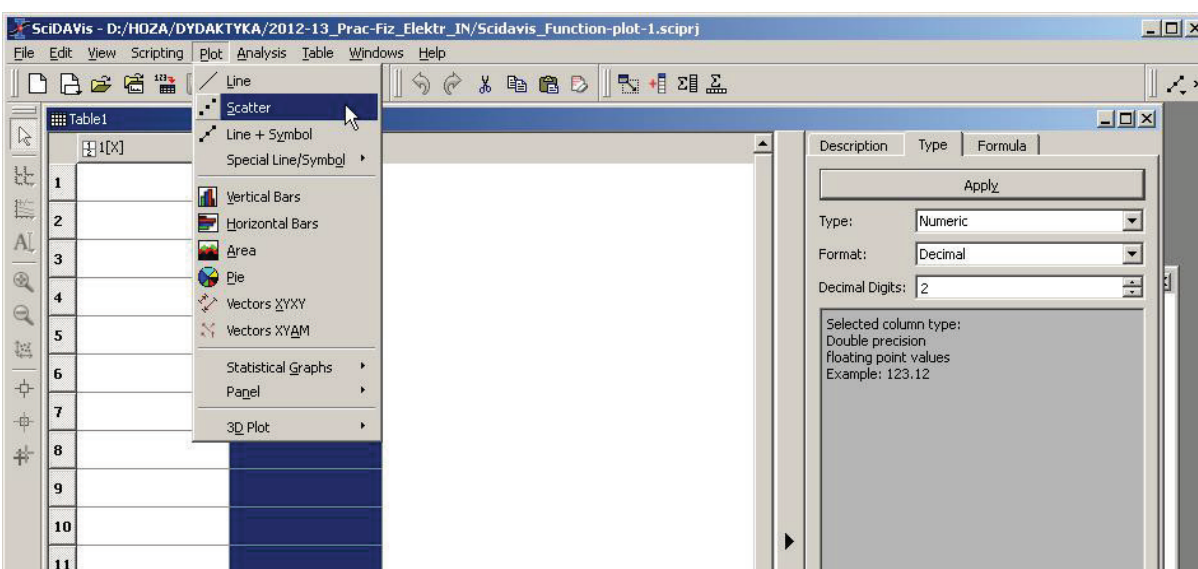 SciDAVis - D:/HOZA/DYDAKTYKA/2012-13_Prac-Fiz_Elektr_IN/Scidavis_Function-plot-1.sciprj
File Edit View Scripting Plot Analysis Table Windows Help
Line
Scatter
Line + Symbol
Special Line/Symbol
Vertical Bars
Horizontal Bars
Area
Pie
Vectors XYXY
Vectors XYAM
Statistical Graphs
Panel
3D Plot
Table1
1[X]
1
2
3
4
5
6
7
8
9
10
11
Description Type Formula
Apply
Type: Numeric
Format: Decimal
Decimal Digits: 2
Selected column type:
Double precision
floating point values
Example: 123.12